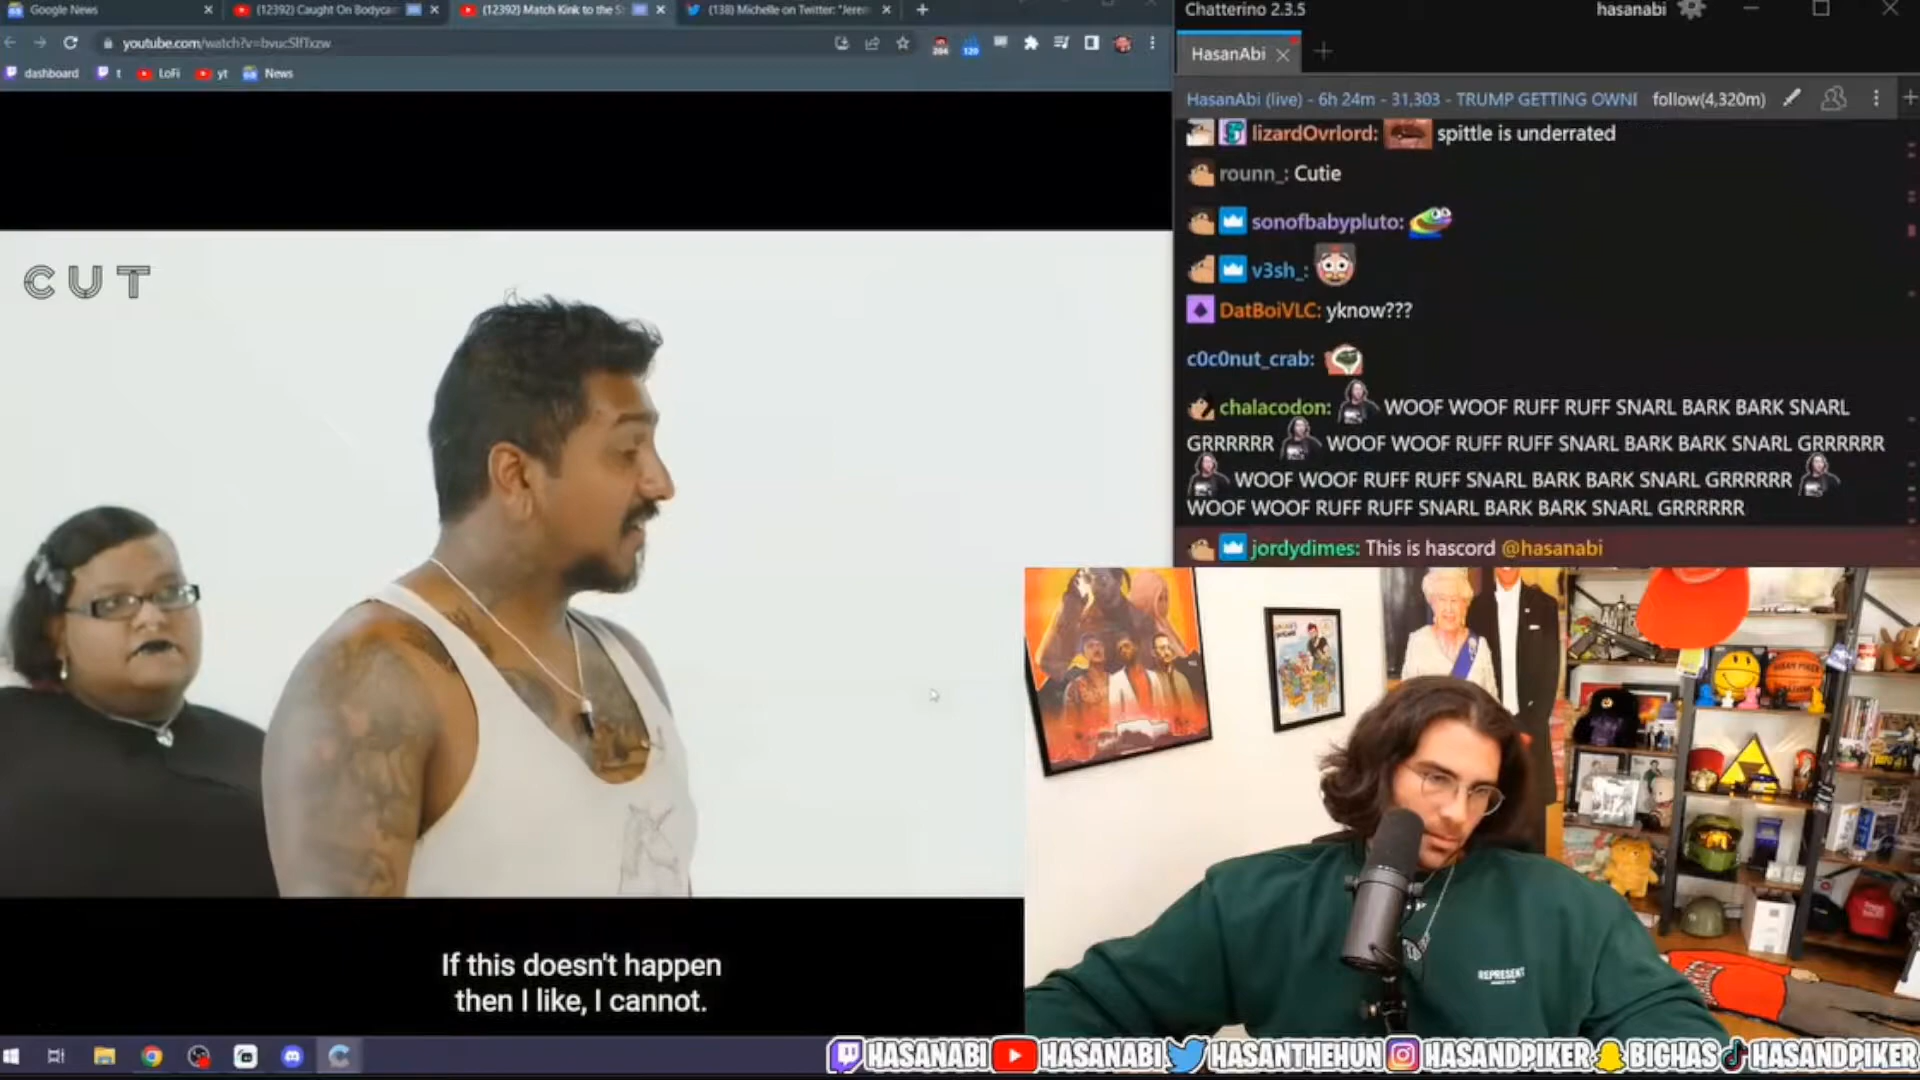 Google News
(12392) Caught On Bodycam
(12392) Match Kink to the S
(138) Michelle on Twitter: "Jerem
Chatterino 2.3.5
hasanabi
youtube.com/watch?v=bvucSlfTxzw
204
120
HasanAbi
dashboard
t
LoFi
yt
News
HasanAbi (live) - 6h 24m - 31,303 - TRUMP GETTING OWNI
follow(4,320m)
lizardOvrlord: spittle is underrated
rounn_: Cutie
sonofbabypluto:
v3sh_:
DatBoiVLC: yknow???
c0c0nut_crab:
chalacodon: WOOF WOOF RUFF RUFF SNARL BARK BARK SNARL
GRRRRRR WOOF WOOF RUFF RUFF SNARL BARK BARK SNARL GRRRRRR
WOOF WOOF RUFF RUFF SNARL BARK BARK SNARL GRRRRRR
WOOF WOOF RUFF RUFF SNARL BARK BARK SNARL GRRRRRR
jordydimes: This is hascord @hasanabi
CUT
REPRESENT
If this doesn't happen
then I like, I cannot.
HASANABI HASANABI HASANTHEHUN HASANDPIKER BIGHAS HASANDPIKER